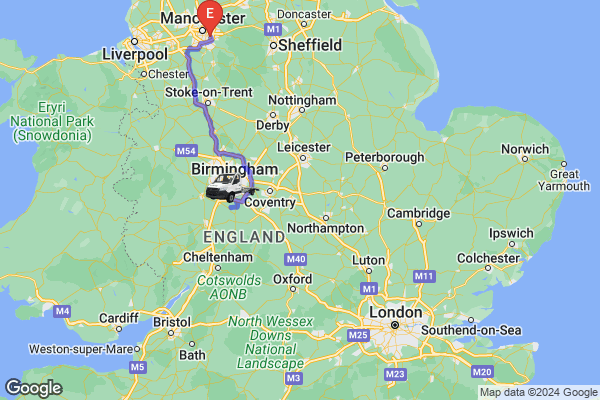 Manchester
E
Doncaster
M1
Liverpool
Sheffield
Chester
Eryri
National Park
(Snowdonia)
Stoke-on-Trent
Nottingham
Derby
M54
Leicester
Norwich
Birmingham
Peterborough
Great
Yarmouth
Coventry
Northampton
Cambridge
ENGLAND
Ipswich
M40
Cheltenham
Luton
M11
Colchester
Cotswolds
AONB
Oxford
M1
M4
Cardiff
London
Bristol
North Wessex
Downs
National
Landscape
M25
Southend-on-Sea
Weston-super-Mare
Bath
M5
M3
M23
M20
Google
Google
Map data ©2024 Google